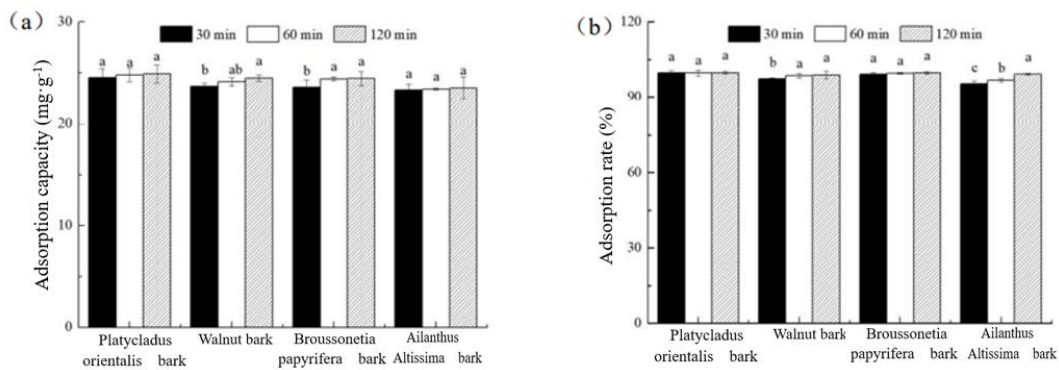 (a)
30 min 60 min 120 min
Adsorption capacity (mg·g-1)
30
20
10
0
a a a b ab a b a a a a a
Platycladus orientalis bark
Walnut bark
Broussonetia papyrifera bark
Ailanthus Altissima bark
(b)
30 min 60 min 120 min
Adsorption rate (%)
120
90
60
30
0
a a a b a a a a a c b a
Platycladus orientalis bark
Walnut bark
Broussonetia papyrifera bark
Ailanthus Altissima bark